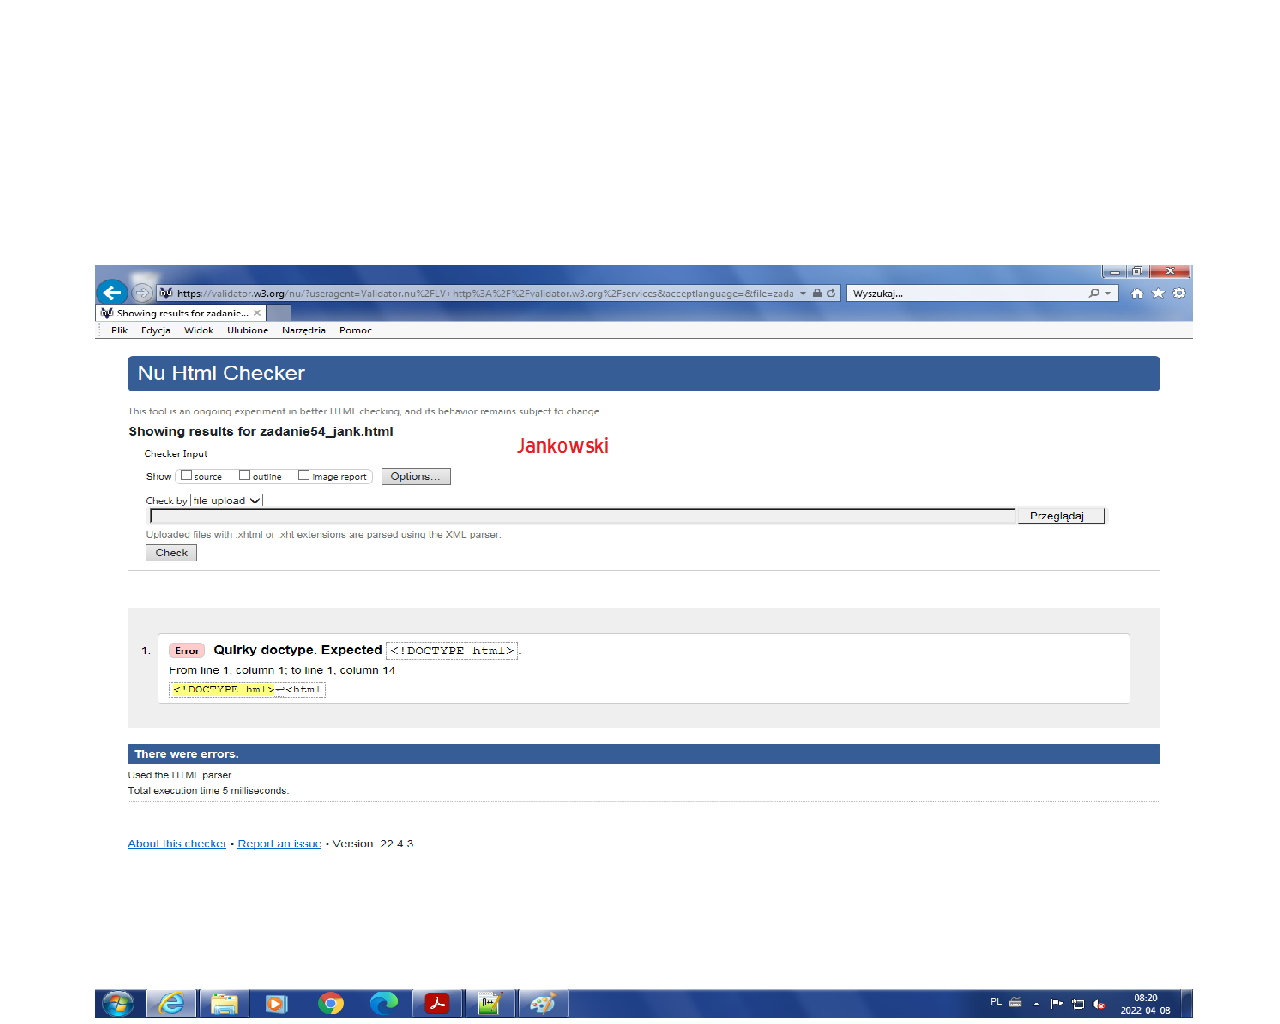 https://validator.w3.org/nu/?useragent=Validator.nu%2FLV+http%3A%2F%2Fvalidator.w3.org%2Fservices&acceptlanguage=&file=zada
Wyszukaj...
Showing results for zadanie...
Plik Edycja Widok Ulubione Narzędzia Pomoc
Nu Html Checker
This tool is an ongoing experiment in better HTML checking, and its behavior remains subject to change
Showing results for zadanie54_jank.html
Jankowski
Checker Input
Show source outline image report Options...
Check by file upload
Przeglądaj
Uploaded files with .xhtml or .xht extensions are parsed using the XML parser.
Check
1. Error Quirky doctype. Expected <!DOCTYPE html>.
From line 1, column 1; to line 1, column 14
<!DOCTYPE hml>↩<html
There were errors.
Used the HTML parser.
Total execution time 5 milliseconds.
About this checker • Report an issue • Version: 22.4.3
PL
08:20
2022-04-08